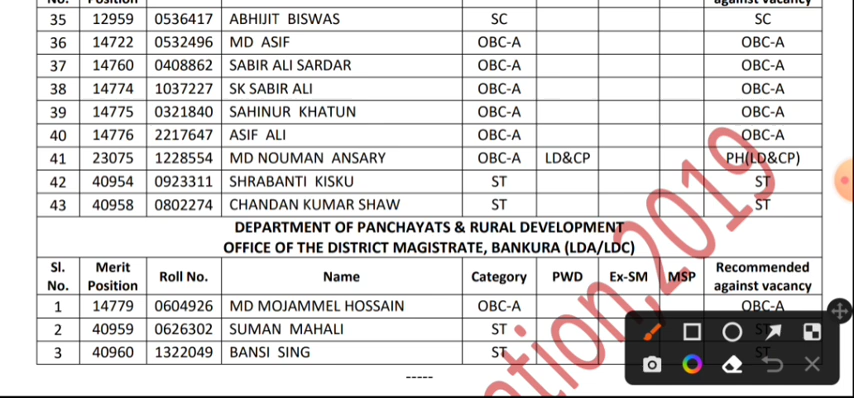 No. Position against vacancy
35 12959 0536417 ABHIJIT BISWAS SC SC
36 14722 0532496 MD ASIF OBC-A OBC-A
37 14760 0408862 SABIR ALI SARDAR OBC-A OBC-A
38 14774 1037227 SK SABIR ALI OBC-A OBC-A
39 14775 0321840 SAHINUR KHATUN OBC-A OBC-A
40 14776 2217647 ASIF ALI OBC-A OBC-A
41 23075 1228554 MD NOUMAN ANSARY OBC-A LD&CP PH(LD&CP)
42 40954 0923311 SHRABANTI KISKU ST ST
43 40958 0802274 CHANDAN KUMAR SHAW ST ST
DEPARTMENT OF PANCHAYATS & RURAL DEVELOPMENT
OFFICE OF THE DISTRICT MAGISTRATE, BANKURA (LDA/LDC)
Sl. Merit Recommended
No. Position Roll No. Name Category PWD Ex-SM MSP against vacancy
1 14779 0604926 MD MOJAMMEL HOSSAIN OBC-A OBC-A
2 40959 0626302 SUMAN MAHALI ST ST
3 40960 1322049 BANSI SING ST ST
-----